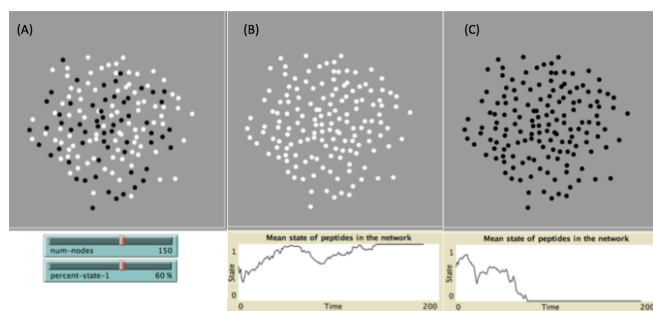 (A)
(B)
(C)
num-nodes 150
percent-state-1 60 %
Mean state of peptides in the network
1
State
0
0 Time 200
Mean state of peptides in the network
1
State
0
0 Time 200